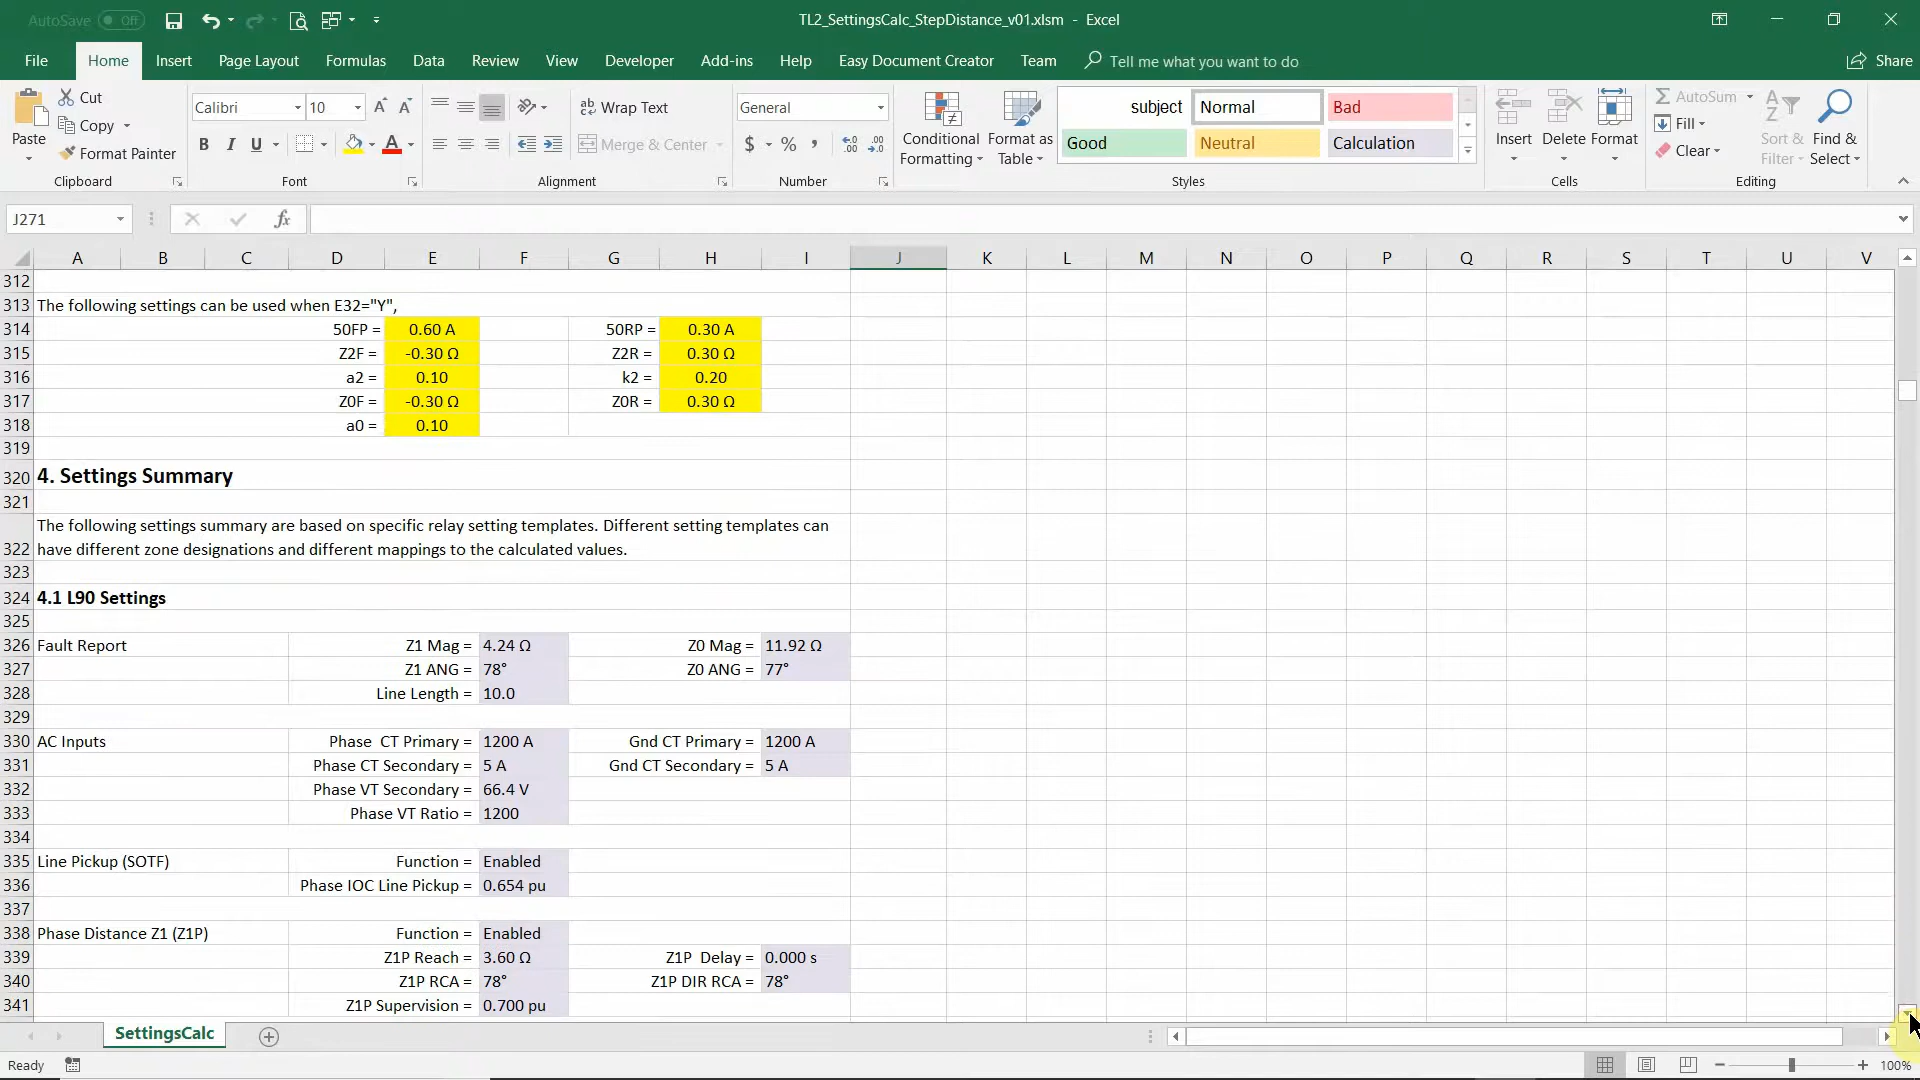 AutoSave Off TL2_SettingsCalc_StepDistance_v01.xlsm - Excel
File Home Insert Page Layout Formulas Data Review View Developer Add-ins Help Easy Document Creator Team Tell me what you want to do Share
Paste Cut Copy Format Painter Clipboard
Calibri 10 B I U A Font
Wrap Text Merge & Center Alignment
General $ % , Number
Conditional Formatting Format as Table
subject Normal Bad
Good Neutral Calculation
Styles
Insert Delete Format Cells
AutoSum Fill Clear Sort & Filter Find & Select Editing
J271 fx
A B C D E F G H I J K L M N O P Q R S T U V
312
313 The following settings can be used when E32="Y",
314 50FP = 0.60 A 50RP = 0.30 A
315 Z2F = -0.30 Ω Z2R = 0.30 Ω
316 a2 = 0.10 k2 = 0.20
317 Z0F = -0.30 Ω Z0R = 0.30 Ω
318 a0 = 0.10
319
320 4. Settings Summary
321
The following settings summary are based on specific relay setting templates. Different setting templates can
322 have different zone designations and different mappings to the calculated values.
323
324 4.1 L90 Settings
325
326 Fault Report Z1 Mag = 4.24 Ω Z0 Mag = 11.92 Ω
327 Z1 ANG = 78° Z0 ANG = 77°
328 Line Length = 10.0
329
330 AC Inputs Phase CT Primary = 1200 A Gnd CT Primary = 1200 A
331 Phase CT Secondary = 5 A Gnd CT Secondary = 5 A
332 Phase VT Secondary = 66.4 V
333 Phase VT Ratio = 1200
334
335 Line Pickup (SOTF) Function = Enabled
336 Phase IOC Line Pickup = 0.654 pu
337
338 Phase Distance Z1 (Z1P) Function = Enabled
339 Z1P Reach = 3.60 Ω Z1P Delay = 0.000 s
340 Z1P RCA = 78° Z1P DIR RCA = 78°
341 Z1P Supervision = 0.700 pu
SettingsCalc
Ready 100%